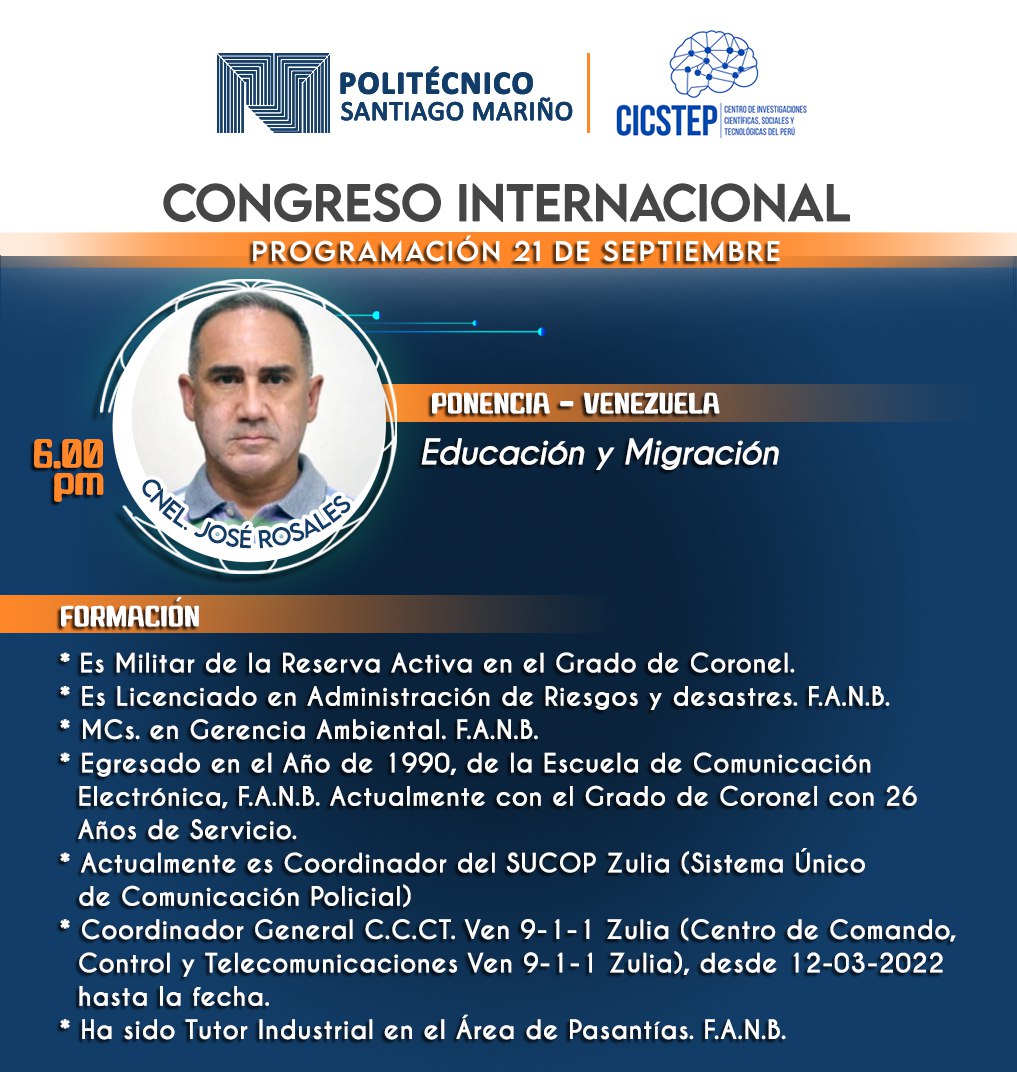 POLITÉCNICO
SANTIAGO MARIÑO
CICSTEP
CENTRO DE INVESTIGACIONES
CIENTÍFICAS, SOCIALES Y
TECNOLÓGICAS DEL PERÚ
CONGRESO INTERNACIONAL
PROGRAMACIÓN 21 DE SEPTIEMBRE
PONENCIA - VENEZUELA
Educación y Migración
6.00
pm
CNEL. JOSÉ ROSALES
FORMACIÓN
* Es Militar de la Reserva Activa en el Grado de Coronel.
* Es Licenciado en Administración de Riesgos y desastres. F.A.N.B.
* MCs. en Gerencia Ambiental. F.A.N.B.
* Egresado en el Año de 1990, de la Escuela de Comunicación
Electrónica, F.A.N.B. Actualmente con el Grado de Coronel con 26
Años de Servicio.
* Actualmente es Coordinador del SUCOP Zulia (Sistema Único
de Comunicación Policial)
* Coordinador General C.C.CT. Ven 9-1-1 Zulia (Centro de Comando,
Control y Telecomunicaciones Ven 9-1-1 Zulia), desde 12-03-2022
hasta la fecha.
* Ha sido Tutor Industrial en el Área de Pasantías. F.A.N.B.